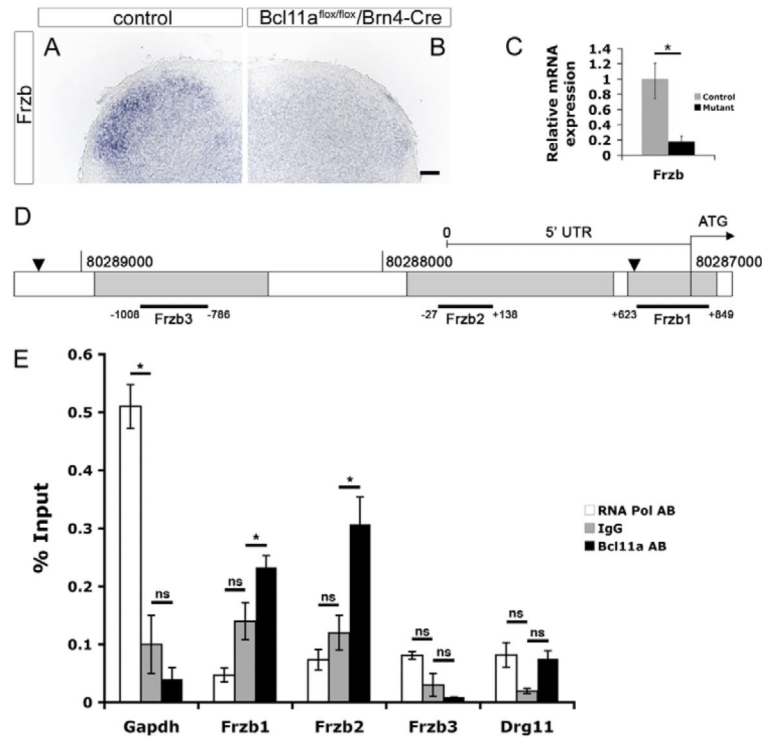 control
Bcl11aflox/flox/Brn4-Cre
Frzb
A
B
C
Relative mRNA
expression
1.4
1.2
1
0.8
0.6
0.4
0.2
0
*
Control
Mutant
Frzb
D
0
5' UTR
ATG
80289000
80288000
80287000
-1008
Frzb3
-786
-27
Frzb2
+138
+623
Frzb1
+849
E
% Input
0.6
0.5
0.4
0.3
0.2
0.1
0
*
ns
ns
*
ns
*
ns
ns
ns
ns
RNA Pol AB
IgG
Bcl11a AB
Gapdh
Frzb1
Frzb2
Frzb3
Drg11